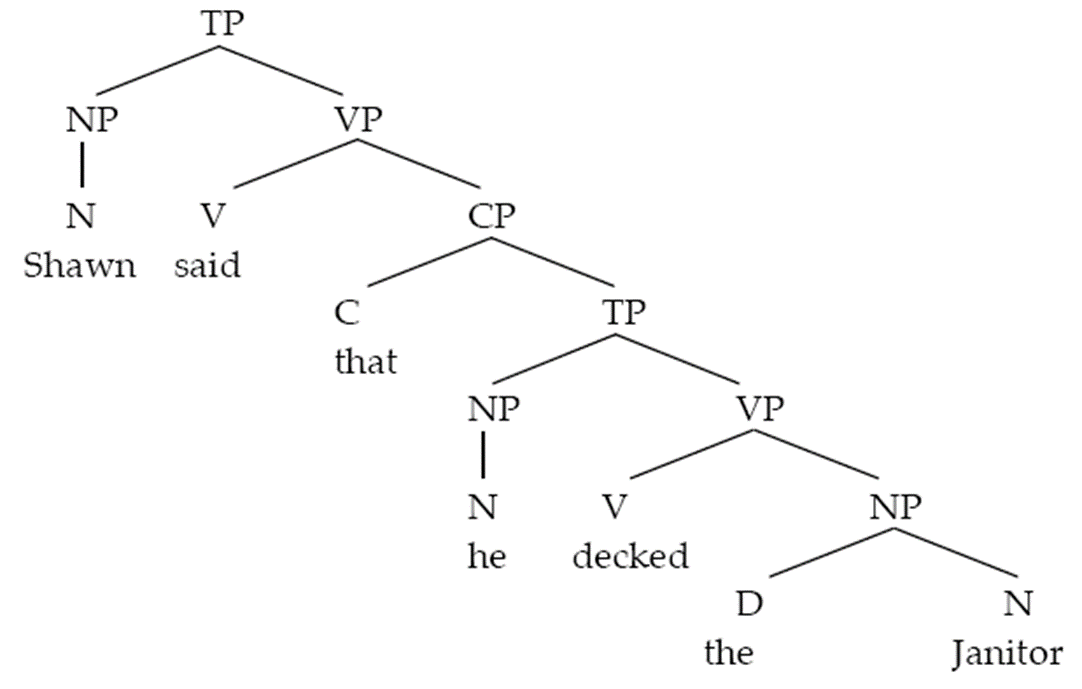 TP
NP VP
N V CP
Shawn said
C TP
that
NP VP
N V NP
he decked
D N
the Janitor